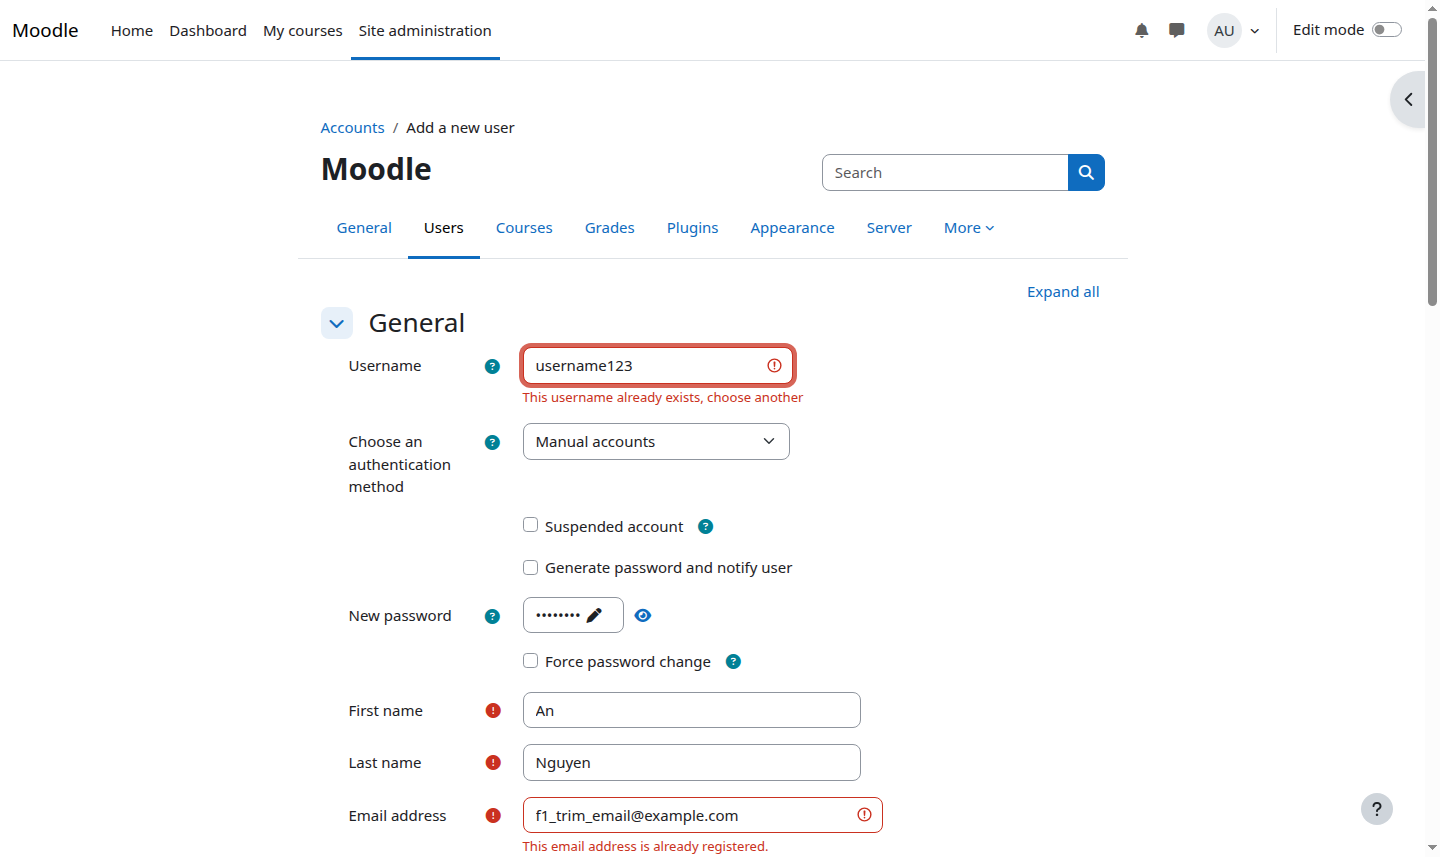 Moodle Home Dashboard My courses Site administration AU Edit mode
Accounts / Add a new user
Moodle
Search
General Users Courses Grades Plugins Appearance Server More
Expand all
General
Username ? username123
This username already exists, choose another
Choose an authentication method ? Manual accounts
Suspended account ?
Generate password and notify user
New password ? ••••••••
Force password change ?
First name ! An
Last name ! Nguyen
Email address ! f1_trim_email@example.com
?
This email address is already registered.